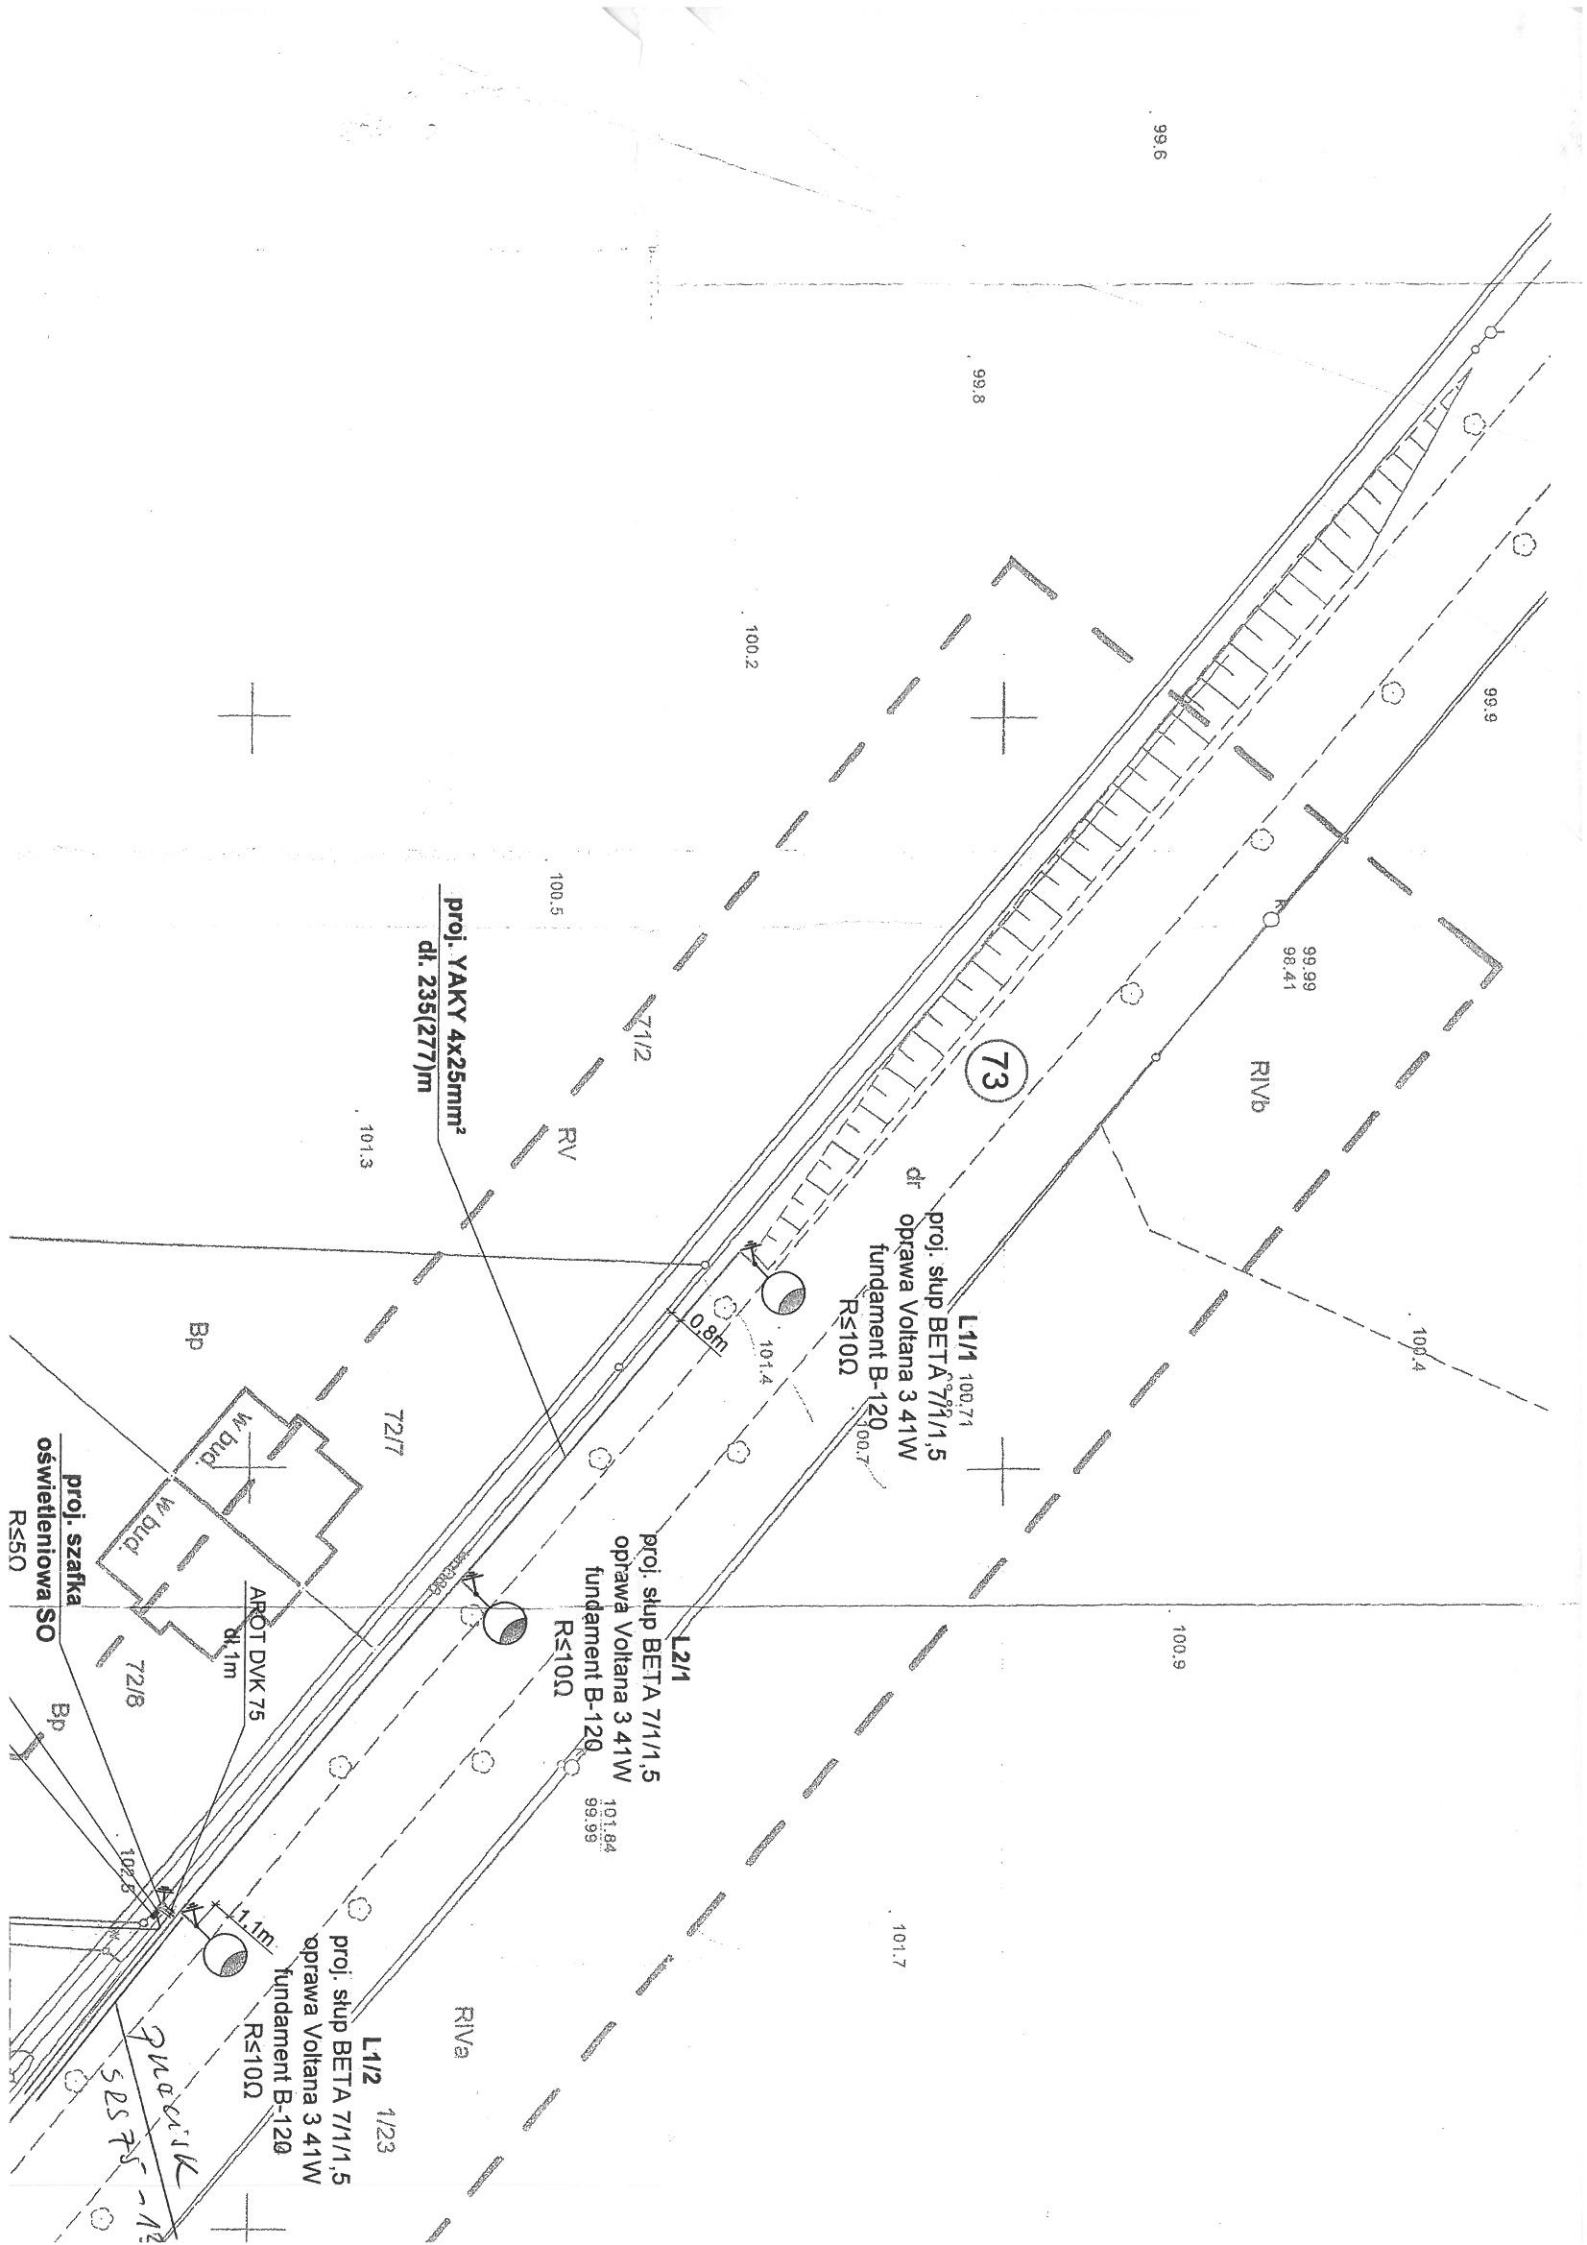 99.6
99.8
99.9
100.2
99.99
98.41
RIVb
73
100.5
proj. YAKY 4x25mm²
dł. 235(277)m
71/2
RV
101.3
dr
100.4
L1/1
100.71
proj. słup BETA 7/1/1,5
oprawa Voltana 3 41W
fundament B-120
R≤10Ω
100.7
0,8m
101.4
Bp
72/7
w bud.
w bud.
proj. szafka
oświetleniowa SO
R≤5Ω
AROT DVK 75
dł. 1m
72/8
Bp
L2/1
proj. słup BETA 7/1/1,5
oprawa Voltana 3 41W
fundament B-120
R≤10Ω
100.9
101.84
99.99
101.7
102.5
1,1m
RIVa
L1/2
1/23
proj. słup BETA 7/1/1,5
oprawa Voltana 3 41W
fundament B-120
R≤10Ω
przecisk
SRS 75